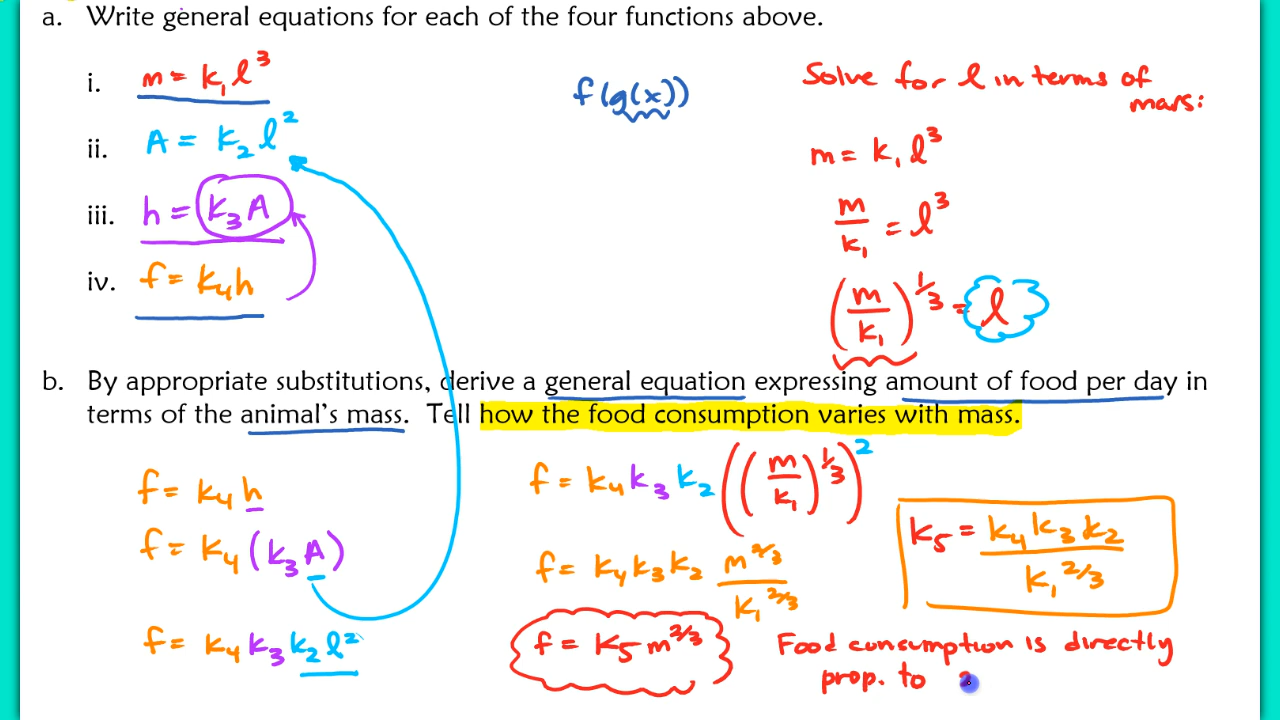 a. Write general equations for each of the four functions above.
i. m = k₁l³
ii. A = k₂l²
iii. h = k₃A
iv. f = k₄h
f(g(x))
Solve for l in terms of
mass:
m = k₁l³
m/k₁ = l³
(m/k₁)^1/3 = l
b. By appropriate substitutions, derive a general equation expressing amount of food per day in
terms of the animal's mass. Tell how the food consumption varies with mass.
f = k₄h
f = k₄(k₃A)
f = k₄k₃k₂l²
f = k₄k₃k₂((m/k₁)^1/3)²
f = k₄k₃k₂ m^2/3 / k₁^2/3
f = k₅m^2/3
k₅ = k₄k₃k₂ / k₁^2/3
Food consumption is directly
prop. to